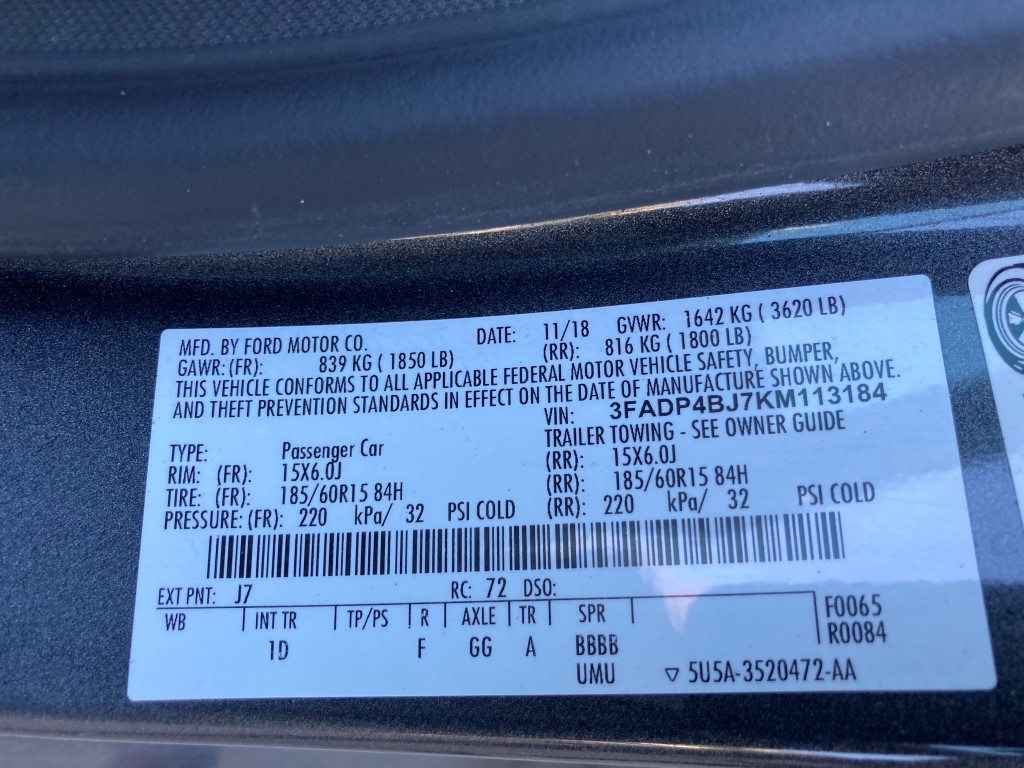 MFD. BY FORD MOTOR CO. DATE: 11/18 GVWR: 1642 KG ( 3620 LB)
GAWR: (FR): 839 KG ( 1850 LB) (RR): 816 KG ( 1800 LB)
THIS VEHICLE CONFORMS TO ALL APPLICABLE FEDERAL MOTOR VEHICLE SAFETY, BUMPER,
AND THEFT PREVENTION STANDARDS IN EFFECT ON THE DATE OF MANUFACTURE SHOWN ABOVE.
VIN: 3FADP4BJ7KM113184
TYPE: Passenger Car TRAILER TOWING - SEE OWNER GUIDE
RIM: (FR): 15X6.0J (RR): 15X6.0J
TIRE: (FR): 185/60R15 84H (RR): 185/60R15 84H
PRESSURE: (FR): 220 kPa/ 32 PSI COLD (RR): 220 kPa/ 32 PSI COLD
EXT PNT: J7 RC: 72 DSO:
WB INT TR TP/PS R AXLE TR SPR F0065
1D F GG A BBBB R0084
UMU ▽ 5U5A-3520472-AA